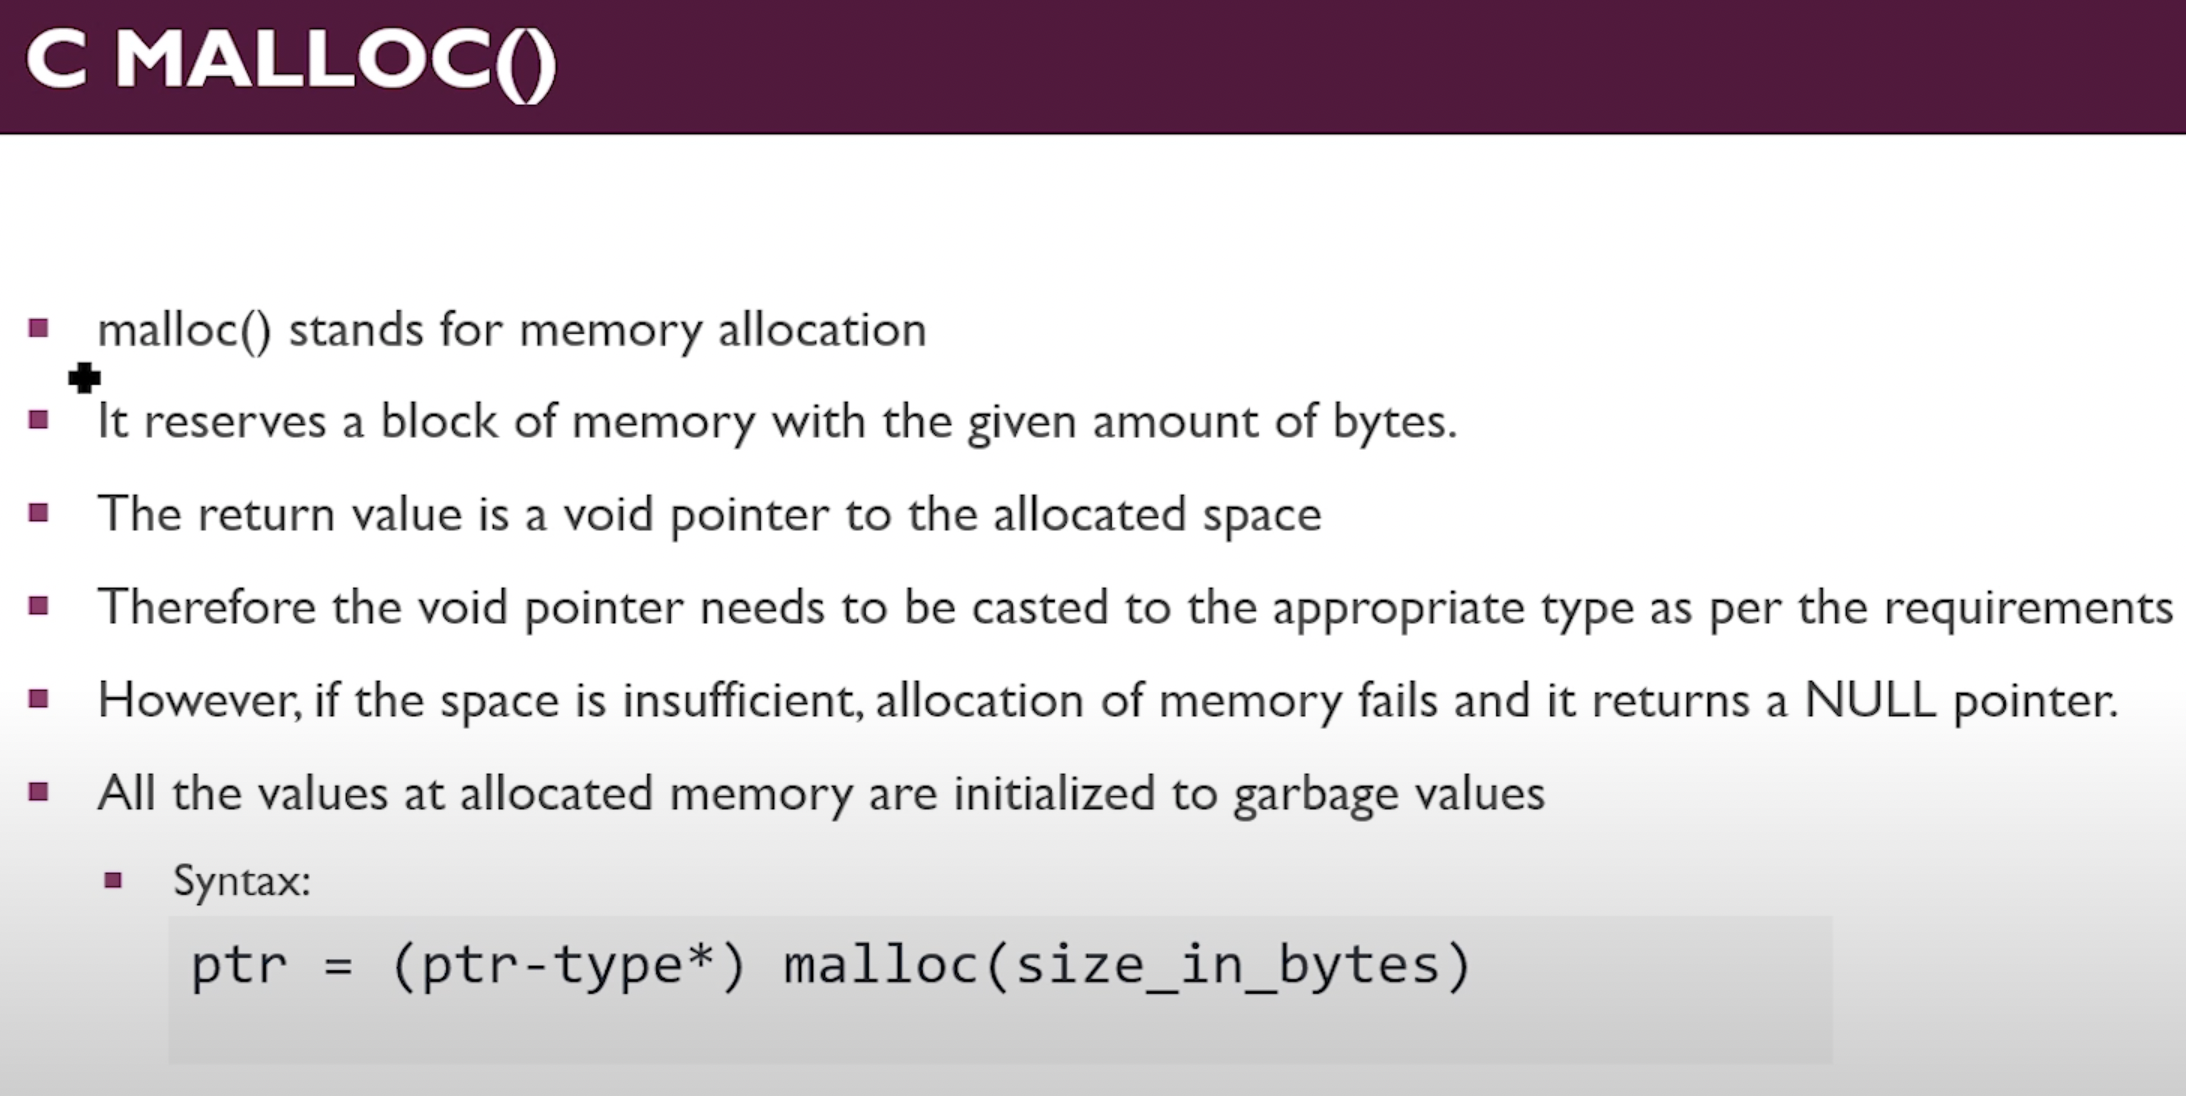 C MALLOC()
malloc() stands for memory allocation
It reserves a block of memory with the given amount of bytes.
The return value is a void pointer to the allocated space
Therefore the void pointer needs to be casted to the appropriate type as per the requirements
However, if the space is insufficient, allocation of memory fails and it returns a NULL pointer.
All the values at allocated memory are initialized to garbage values
Syntax:
ptr = (ptr-type*) malloc(size_in_bytes)